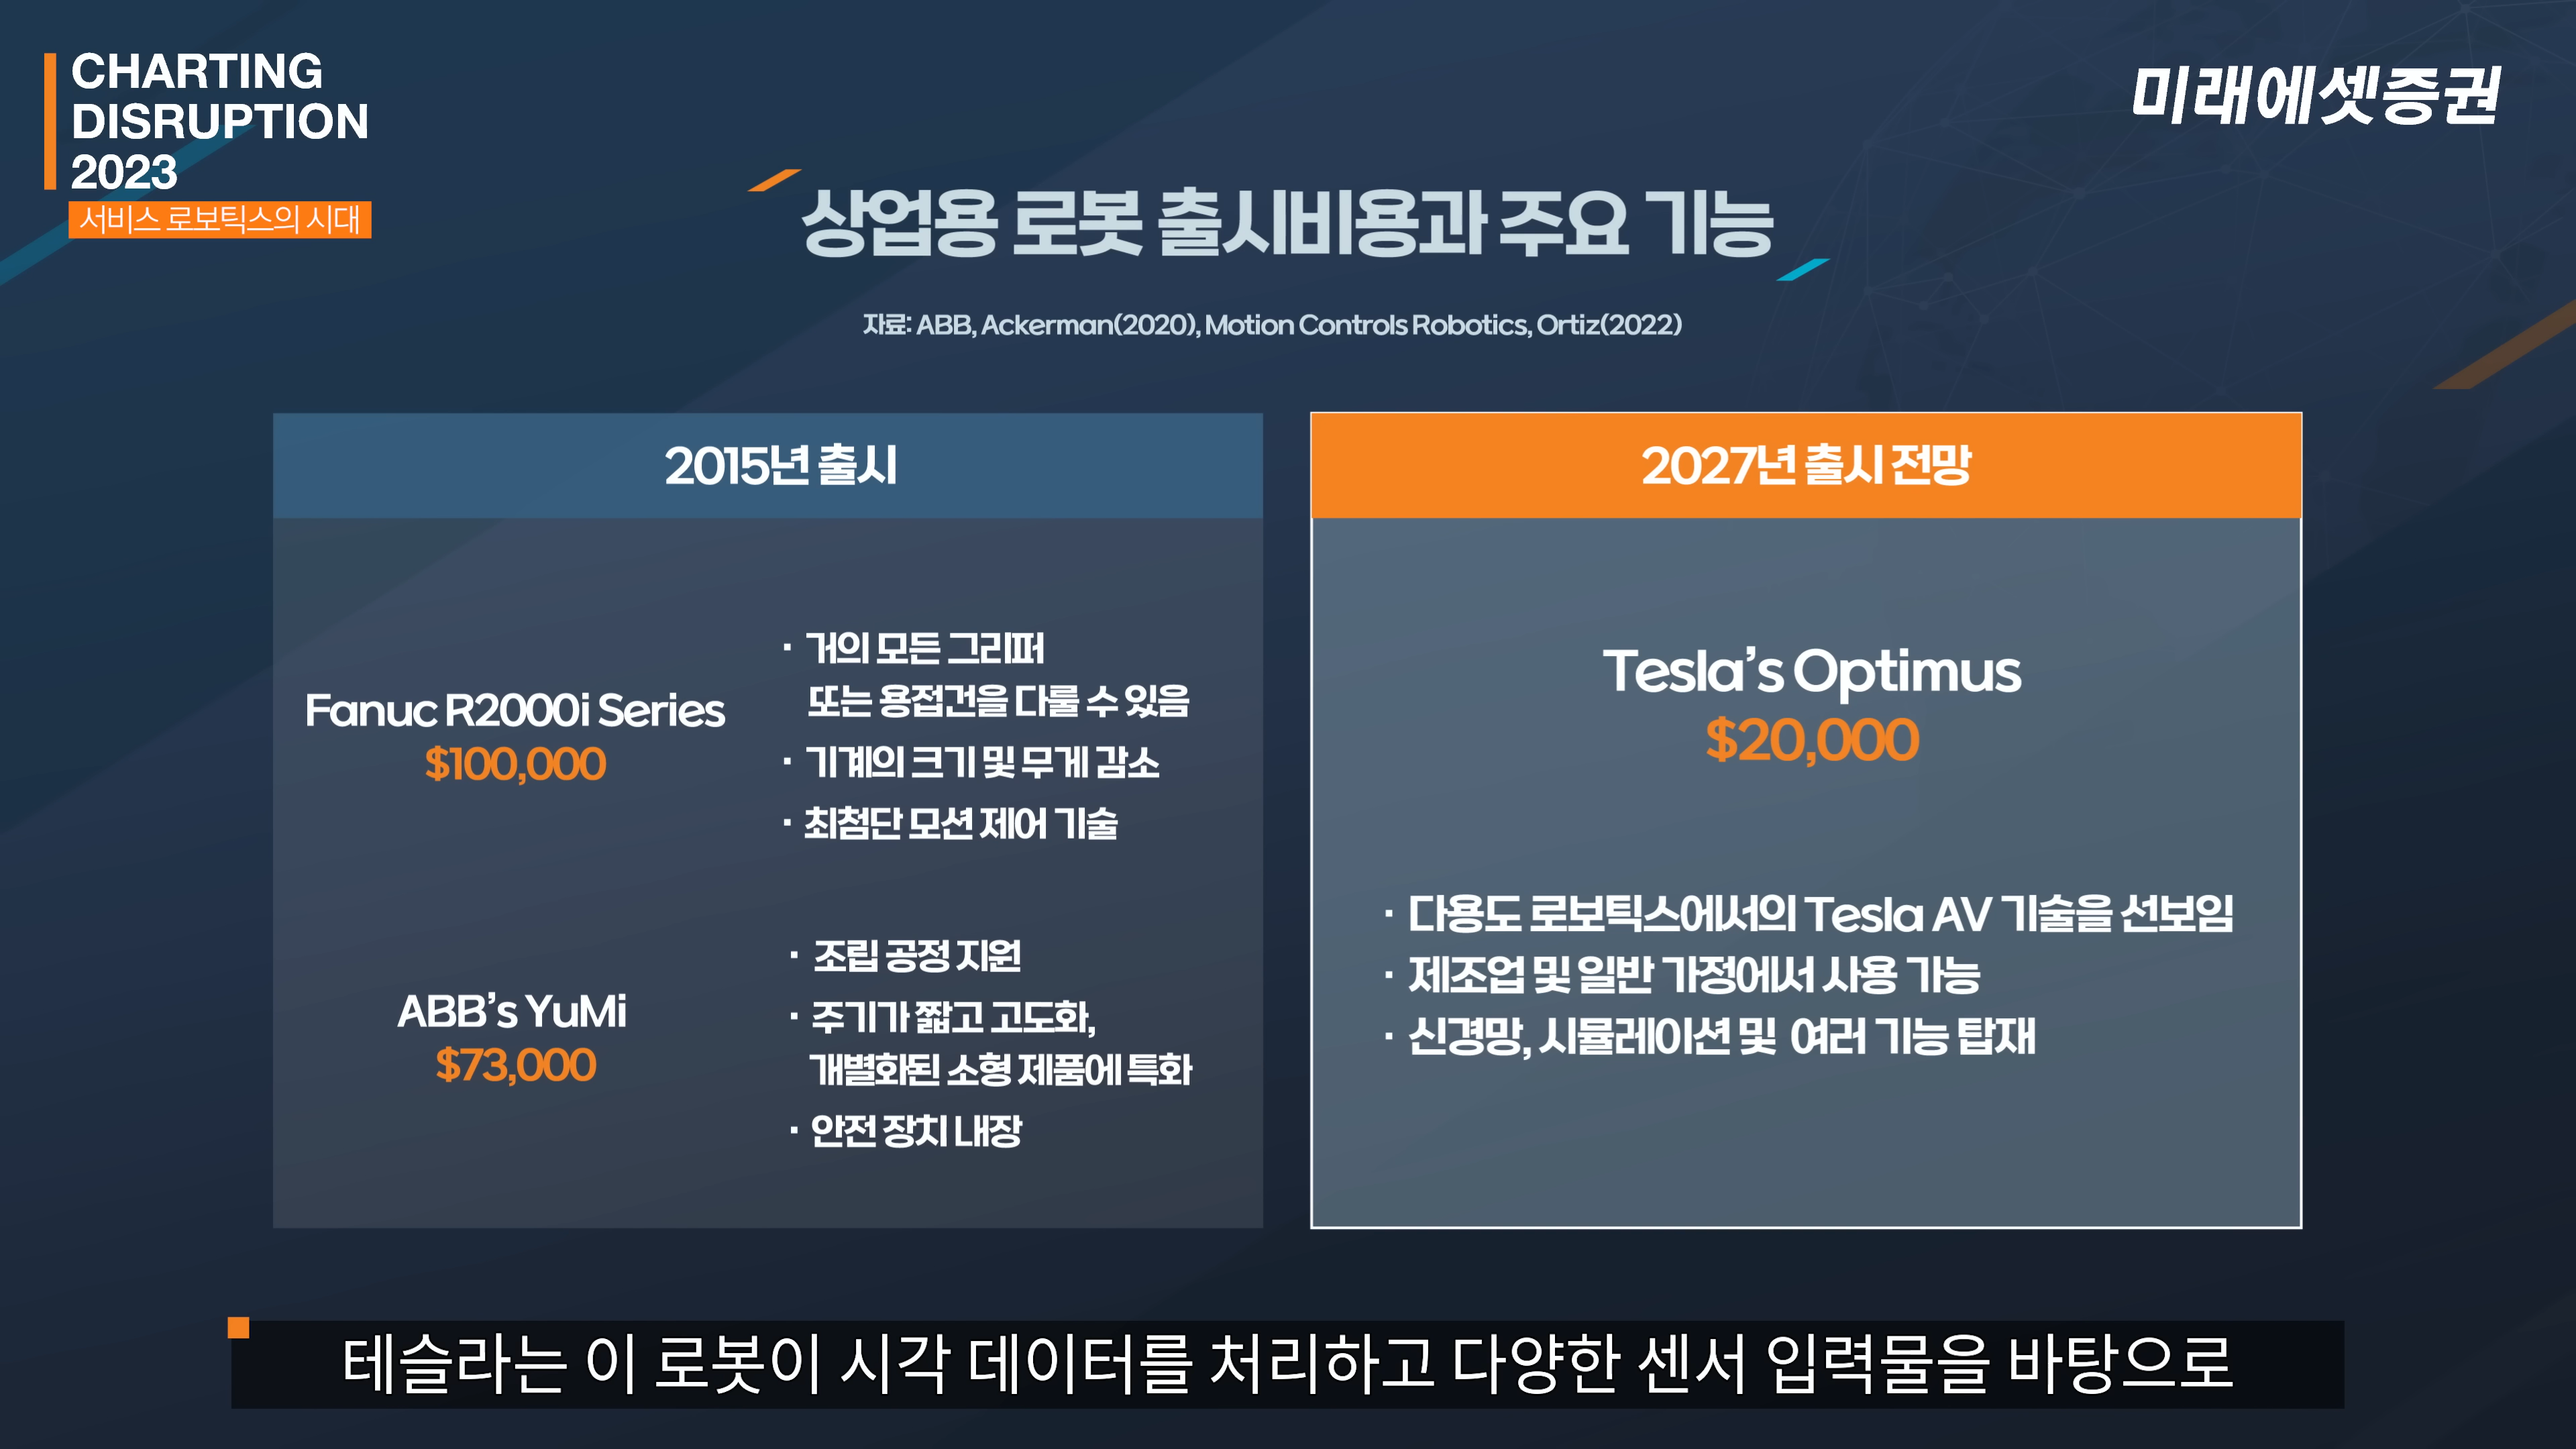 CHARTING
DISRUPTION
2023
서비스 로보틱스의 시대
미래에셋증권
상업용 로봇 출시비용과 주요 기능
자료: ABB, Ackerman(2020), Motion Controls Robotics, Ortiz(2022)
2015년 출시
Fanuc R2000i Series
$100,000
· 거의 모든 그리퍼
또는 용접건을 다룰 수 있음
· 기계의 크기 및 무게 감소
· 최첨단 모션 제어 기술
ABB's YuMi
$73,000
· 조립 공정 지원
· 주기가 짧고 고도화,
개별화된 소형 제품에 특화
· 안전 장치 내장
2027년 출시 전망
Tesla's Optimus
$20,000
· 다용도 로보틱스에서의 Tesla AV 기술을 선보임
· 제조업 및 일반 가정에서 사용 가능
· 신경망, 시뮬레이션 및 여러 기능 탑재
테슬라는 이 로봇이 시각 데이터를 처리하고 다양한 센서 입력물을 바탕으로